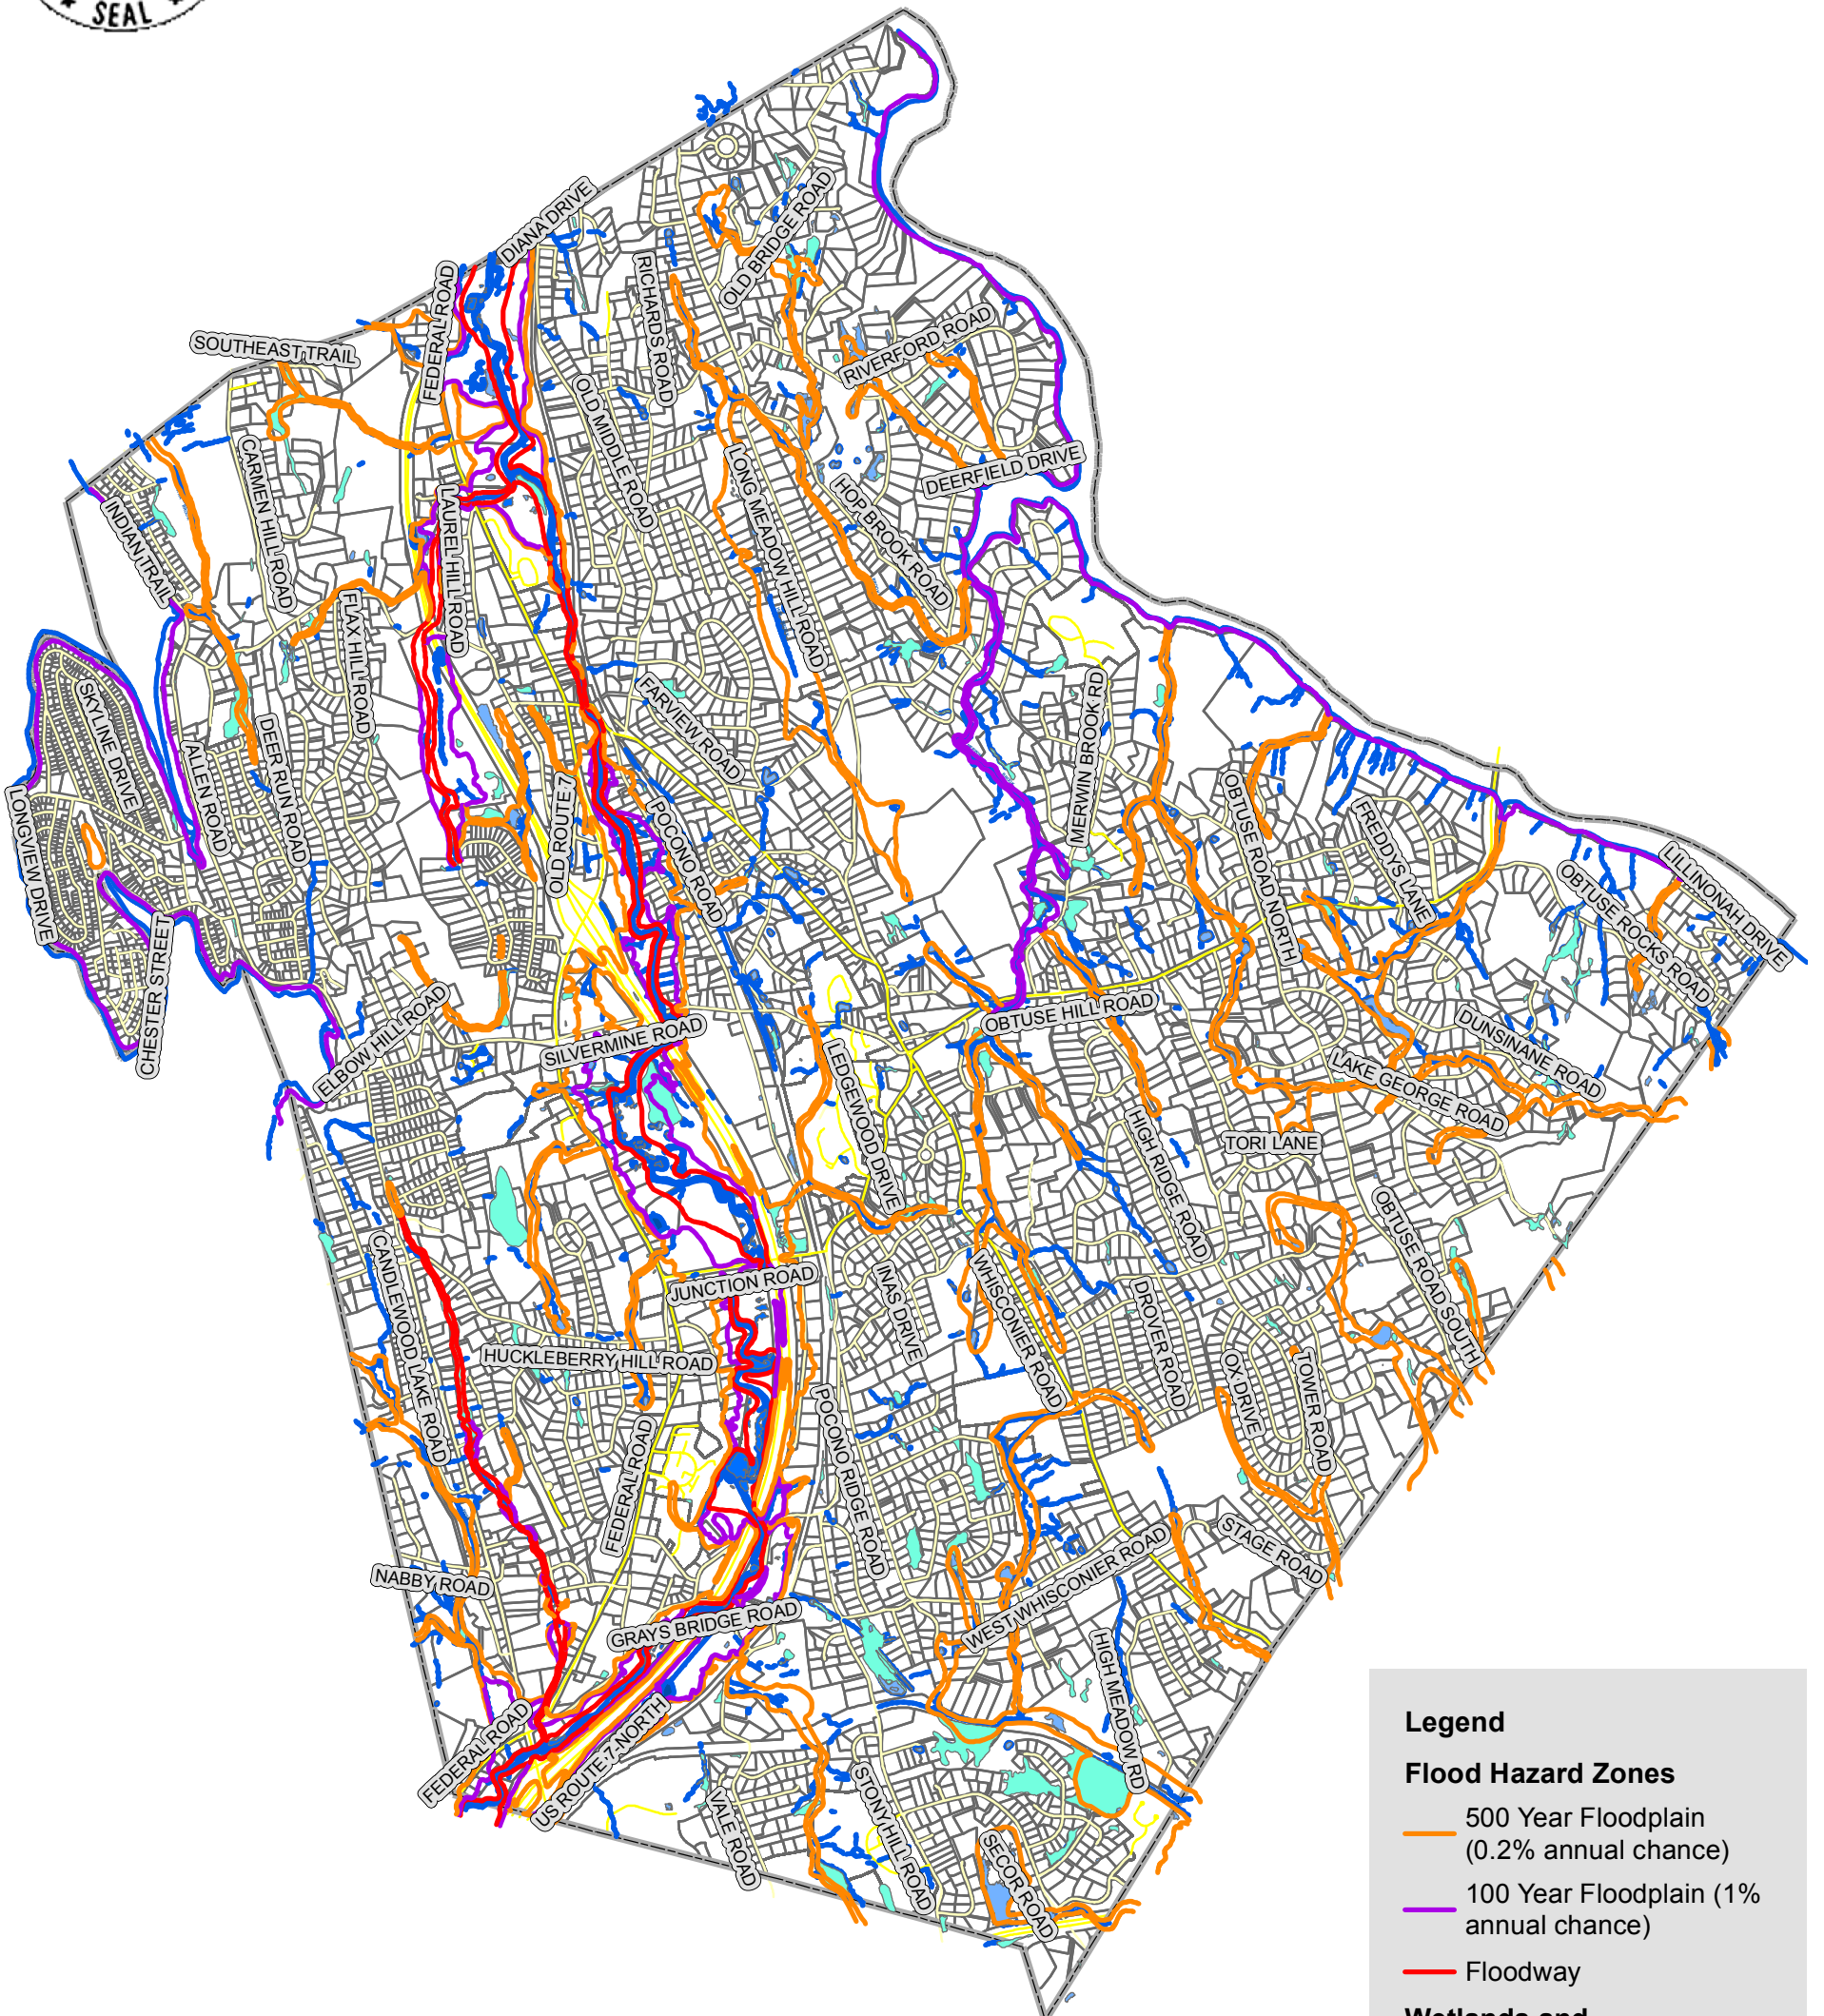 SEAL
DIANA DRIVE
OLD BRIDGE ROAD
FEDERAL ROAD
RICHARDS ROAD
SOUTHEAST TRAIL
RIVERFORD ROAD
OLD MIDDLE ROAD
CARMEN HILL ROAD
LONG MEADOW HILL ROAD
DEERFIELD DRIVE
HOP BROOK ROAD
INDIAN TRAIL
LAUREL HILL ROAD
FLAX HILL ROAD
SKYLINE DRIVE
ALLEN ROAD
DEER RUN ROAD
FARVIEW ROAD
MERWIN BROOK RD
LONGVIEW DRIVE
OLD ROUTE 7
POCONO ROAD
OBTUSE ROAD NORTH
FREDDYS LANE
LILLINONAH DRIVE
OBTUSE ROCKS ROAD
CHESTER STREET
ELBOW HILL ROAD
SILVERMINE ROAD
OBTUSE HILL ROAD
LEDGEWOOD DRIVE
DUNSINANE ROAD
LAKE GEORGE ROAD
HIGH RIDGE ROAD
TORI LANE
CANDLEWOOD LAKE ROAD
JUNCTION ROAD
INAS DRIVE
WHISCONIER ROAD
DROVER ROAD
OBTUSE ROAD SOUTH
HUCKLEBERRY HILL ROAD
OX DRIVE
TOWER ROAD
FEDERAL ROAD
POCONO RIDGE ROAD
NABBY ROAD
STAGE ROAD
WEST WHISCONIER ROAD
GRAYS BRIDGE ROAD
HIGH MEADOW RD
FEDERAL ROAD
US ROUTE 7 NORTH
VALE ROAD
STONY HILL ROAD
SECOR ROAD
Legend
Flood Hazard Zones
500 Year Floodplain
(0.2% annual chance)
100 Year Floodplain (1%
annual chance)
Floodway
Wetlands and